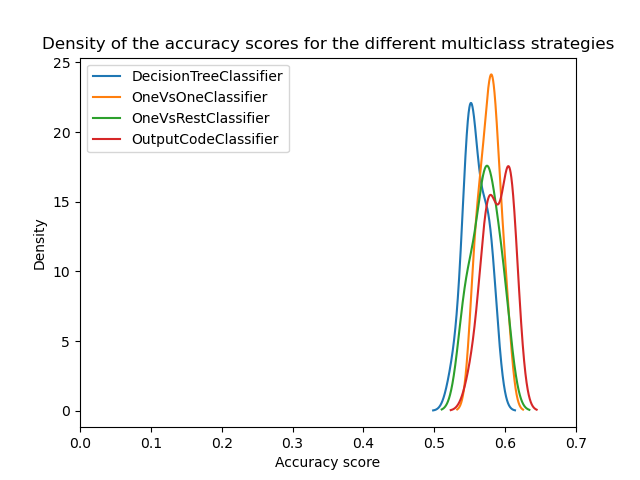 Density of the accuracy scores for the different multiclass strategies
25
20
15
10
5
0
Density
DecisionTreeClassifier
OneVsOneClassifier
OneVsRestClassifier
OutputCodeClassifier
0.0 0.1 0.2 0.3 0.4 0.5 0.6 0.7
Accuracy score